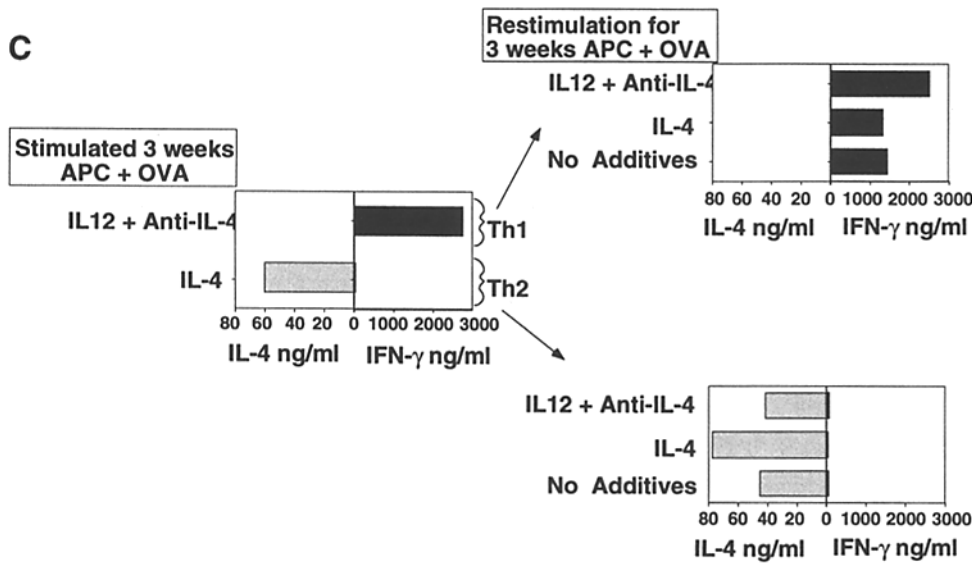 C
Restimulation for
3 weeks APC + OVA
IL12 + Anti-IL-4
IL-4
No Additives
80 60 40 20 0 1000 2000 3000
IL-4 ng/ml IFN-γ ng/ml
Stimulated 3 weeks
APC + OVA
IL12 + Anti-IL-4
Th1
IL-4
Th2
80 60 40 20 0 1000 2000 3000
IL-4 ng/ml IFN-γ ng/ml
IL12 + Anti-IL-4
IL-4
No Additives
80 60 40 20 0 1000 2000 3000
IL-4 ng/ml IFN-γ ng/ml